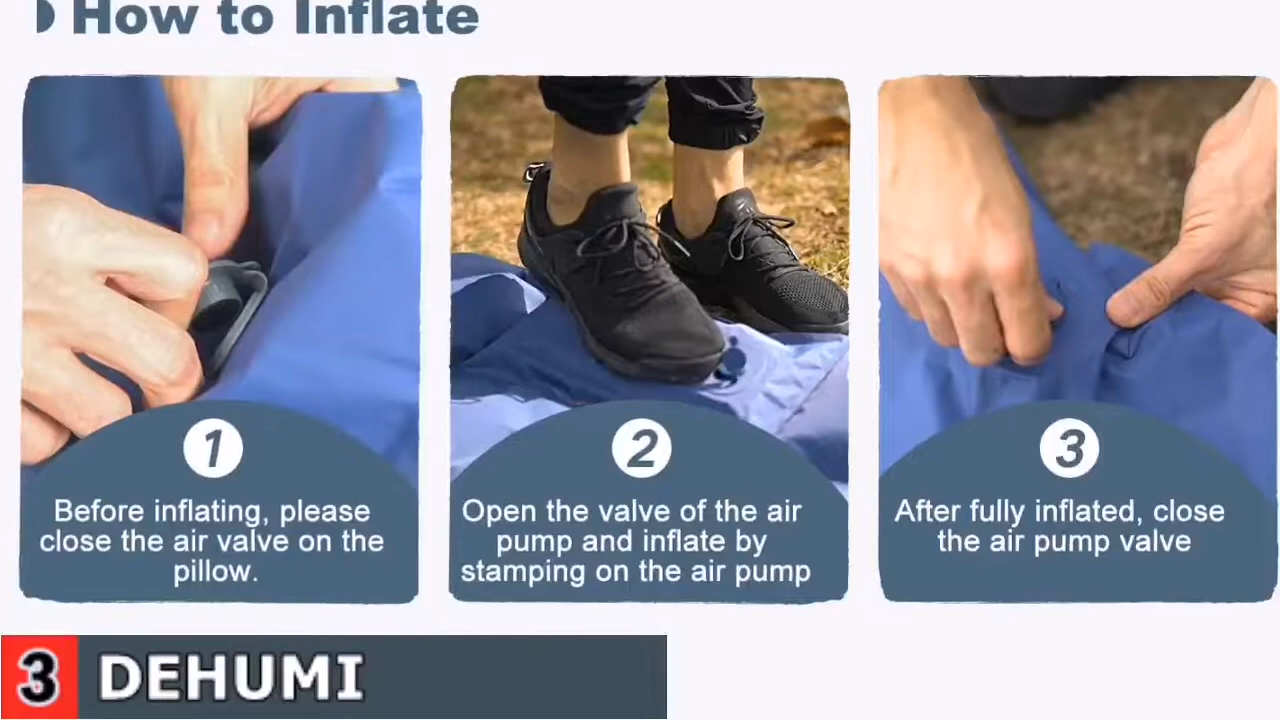 How to Inflate
1
Before inflating, please
close the air valve on the
pillow.
2
Open the valve of the air
pump and inflate by
stamping on the air pump
3
After fully inflated, close
the air pump valve
3 DEHUMI